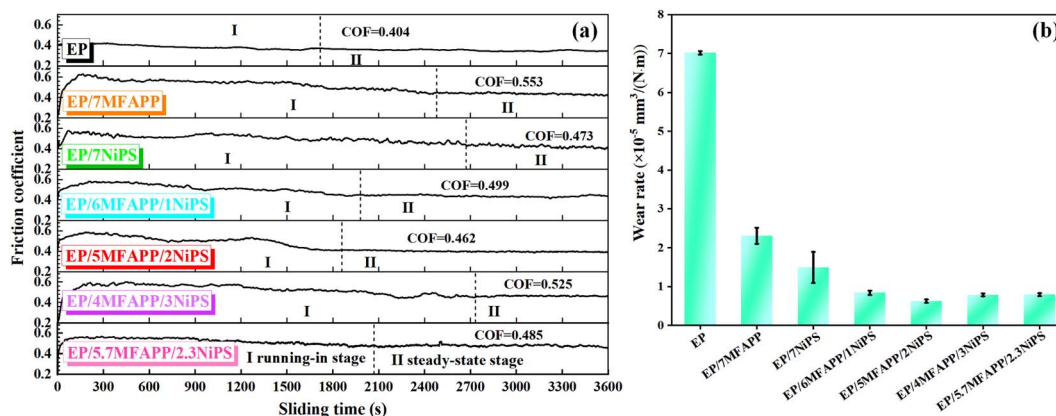 (a)
Friction coefficient
0.6
0.4
0.2
I
COF=0.404
EP
II
0.6
0.4
0.2
COF=0.553
EP/7MFAPP
I
II
0.6
0.4
0.2
COF=0.473
EP/7NiPS
I
II
0.6
0.4
0.2
COF=0.499
EP/6MFAPP/1NiPS
I
II
0.6
0.4
0.2
COF=0.462
EP/5MFAPP/2NiPS
I
II
0.6
0.4
0.2
COF=0.525
EP/4MFAPP/3NiPS
I
II
0.6
0.4
0.2
COF=0.485
EP/5.7MFAPP/2.3NiPS
I running-in stage
II steady-state stage
0 300 600 900 1200 1500 1800 2100 2400 2700 3000 3300 3600
Sliding time (s)
(b)
Wear rate (×10⁻⁵ mm³/(N·m))
8
7
6
5
4
3
2
1
0
EP
EP/7MFAPP
EP/7NiPS
EP/6MFAPP/1NiPS
EP/5MFAPP/2NiPS
EP/4MFAPP/3NiPS
EP/5.7MFAPP/2.3NiPS